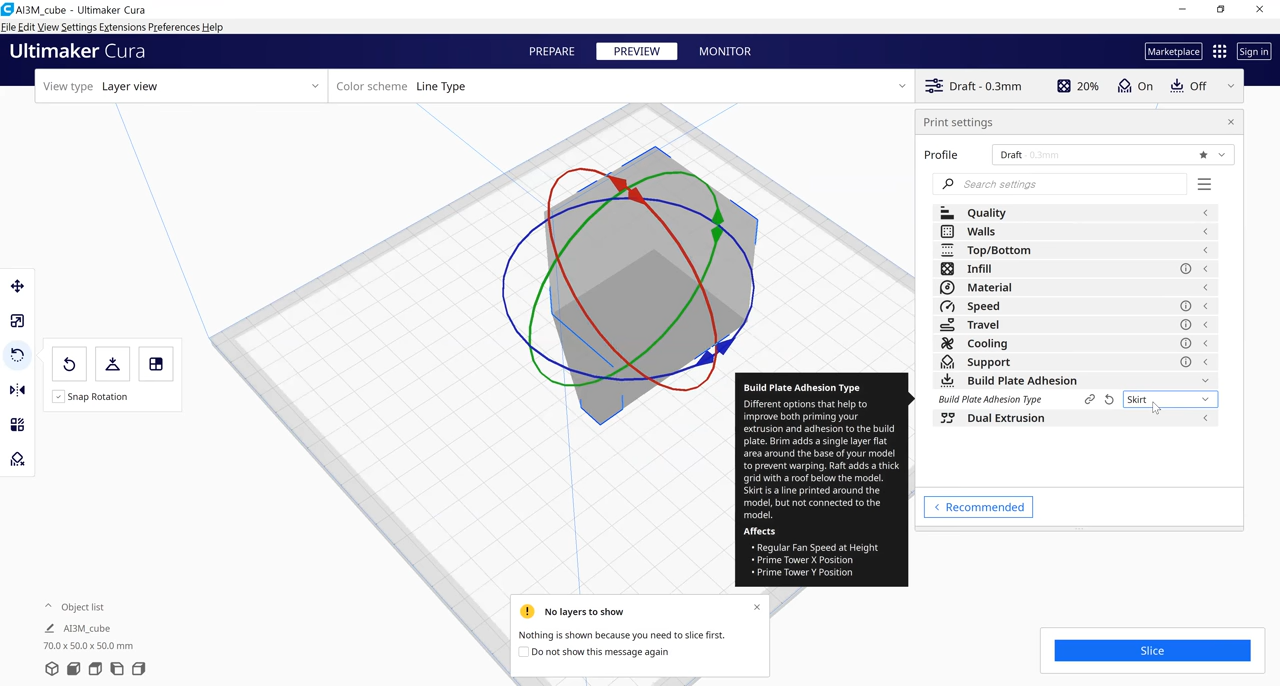 AI3M_cube - Ultimaker Cura
File Edit View Settings Extensions Preferences Help
Ultimaker Cura
PREPARE
PREVIEW
MONITOR
Marketplace
Sign in
View type Layer view
Color scheme Line Type
Draft - 0.3mm
20%
On
Off
Print settings
Profile
Draft - 0.3mm
Search settings
Quality
Walls
Top/Bottom
Infill
Material
Speed
Travel
Cooling
Support
Build Plate Adhesion
Build Plate Adhesion Type
Skirt
Dual Extrusion
Recommended
Snap Rotation
Build Plate Adhesion Type
Different options that help to
improve both priming your
extrusion and adhesion to the build
plate. Brim adds a single layer flat
area around the base of your model
to prevent warping. Raft adds a thick
grid with a roof below the model.
Skirt is a line printed around the
model, but not connected to the
model.
Affects
• Regular Fan Speed at Height
• Prime Tower X Position
• Prime Tower Y Position
No layers to show
Nothing is shown because you need to slice first.
Do not show this message again
Object list
AI3M_cube
70.0 x 50.0 x 50.0 mm
Slice